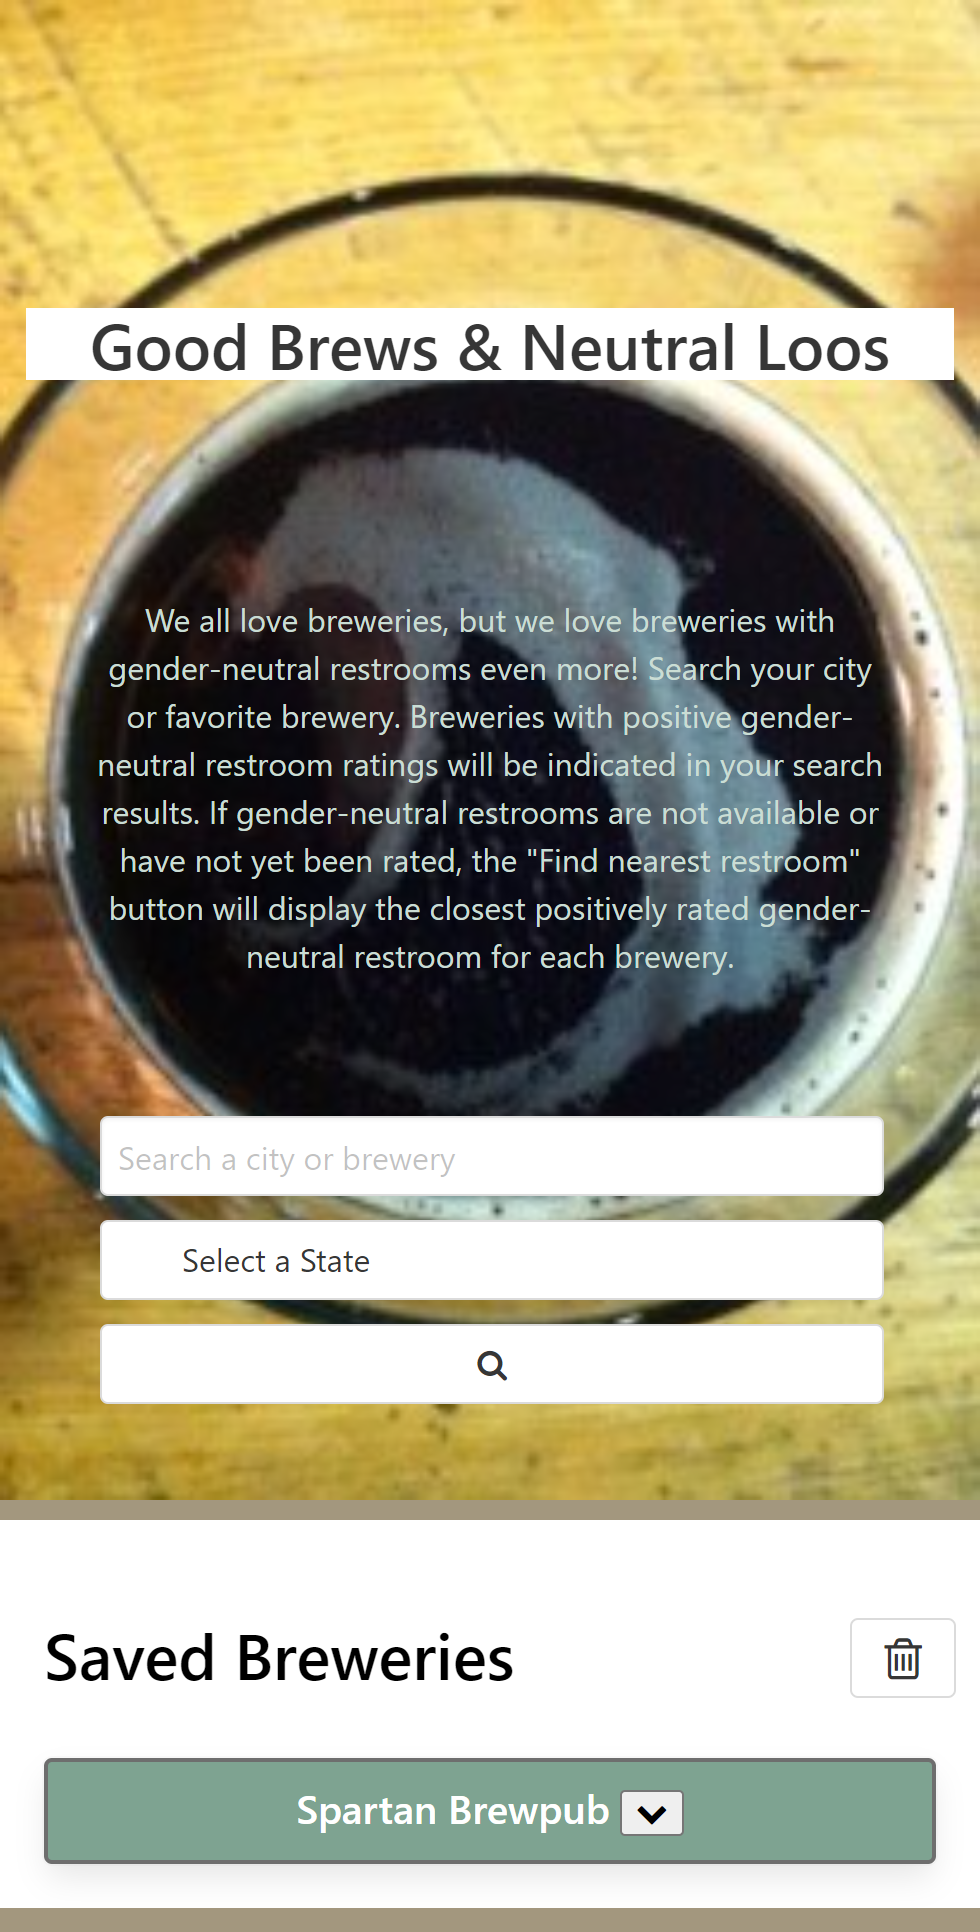 Good Brews & Neutral Loos
We all love breweries, but we love breweries with
gender-neutral restrooms even more! Search your city
or favorite brewery. Breweries with positive gender-
neutral restroom ratings will be indicated in your search
results. If gender-neutral restrooms are not available or
have not yet been rated, the "Find nearest restroom"
button will display the closest positively rated gender-
neutral restroom for each brewery.
Search a city or brewery
Select a State
Saved Breweries
Spartan Brewpub